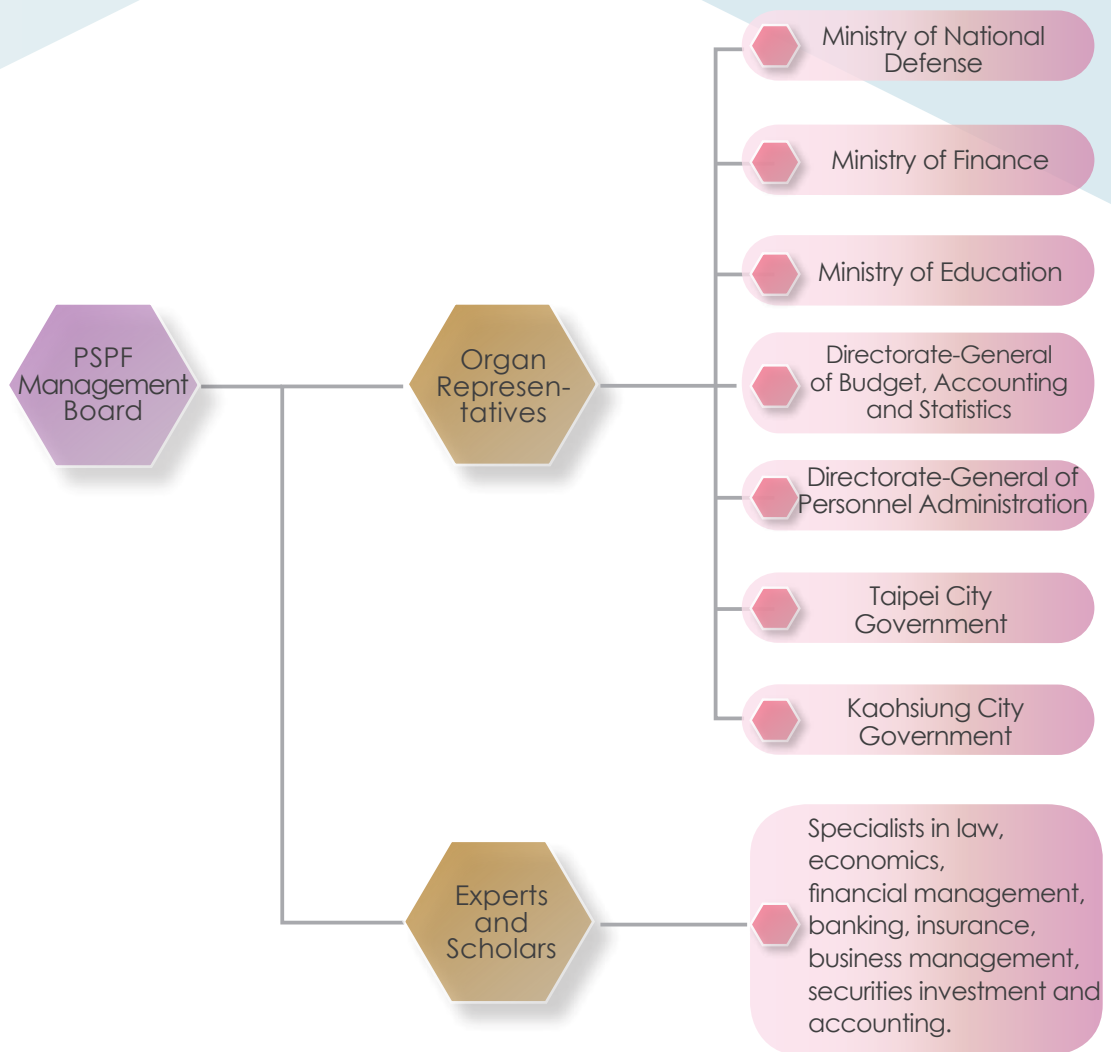 PSPF
Management
Board
Organ
Represen-
tatives
Ministry of National
Defense
Ministry of Finance
Ministry of Education
Directorate-General
of Budget, Accounting
and Statistics
Directorate-General of
Personnel Administration
Taipei City
Government
Kaohsiung City
Government
Experts
and
Scholars
Specialists in law,
economics,
financial management,
banking, insurance,
business management,
securities investment and
accounting.